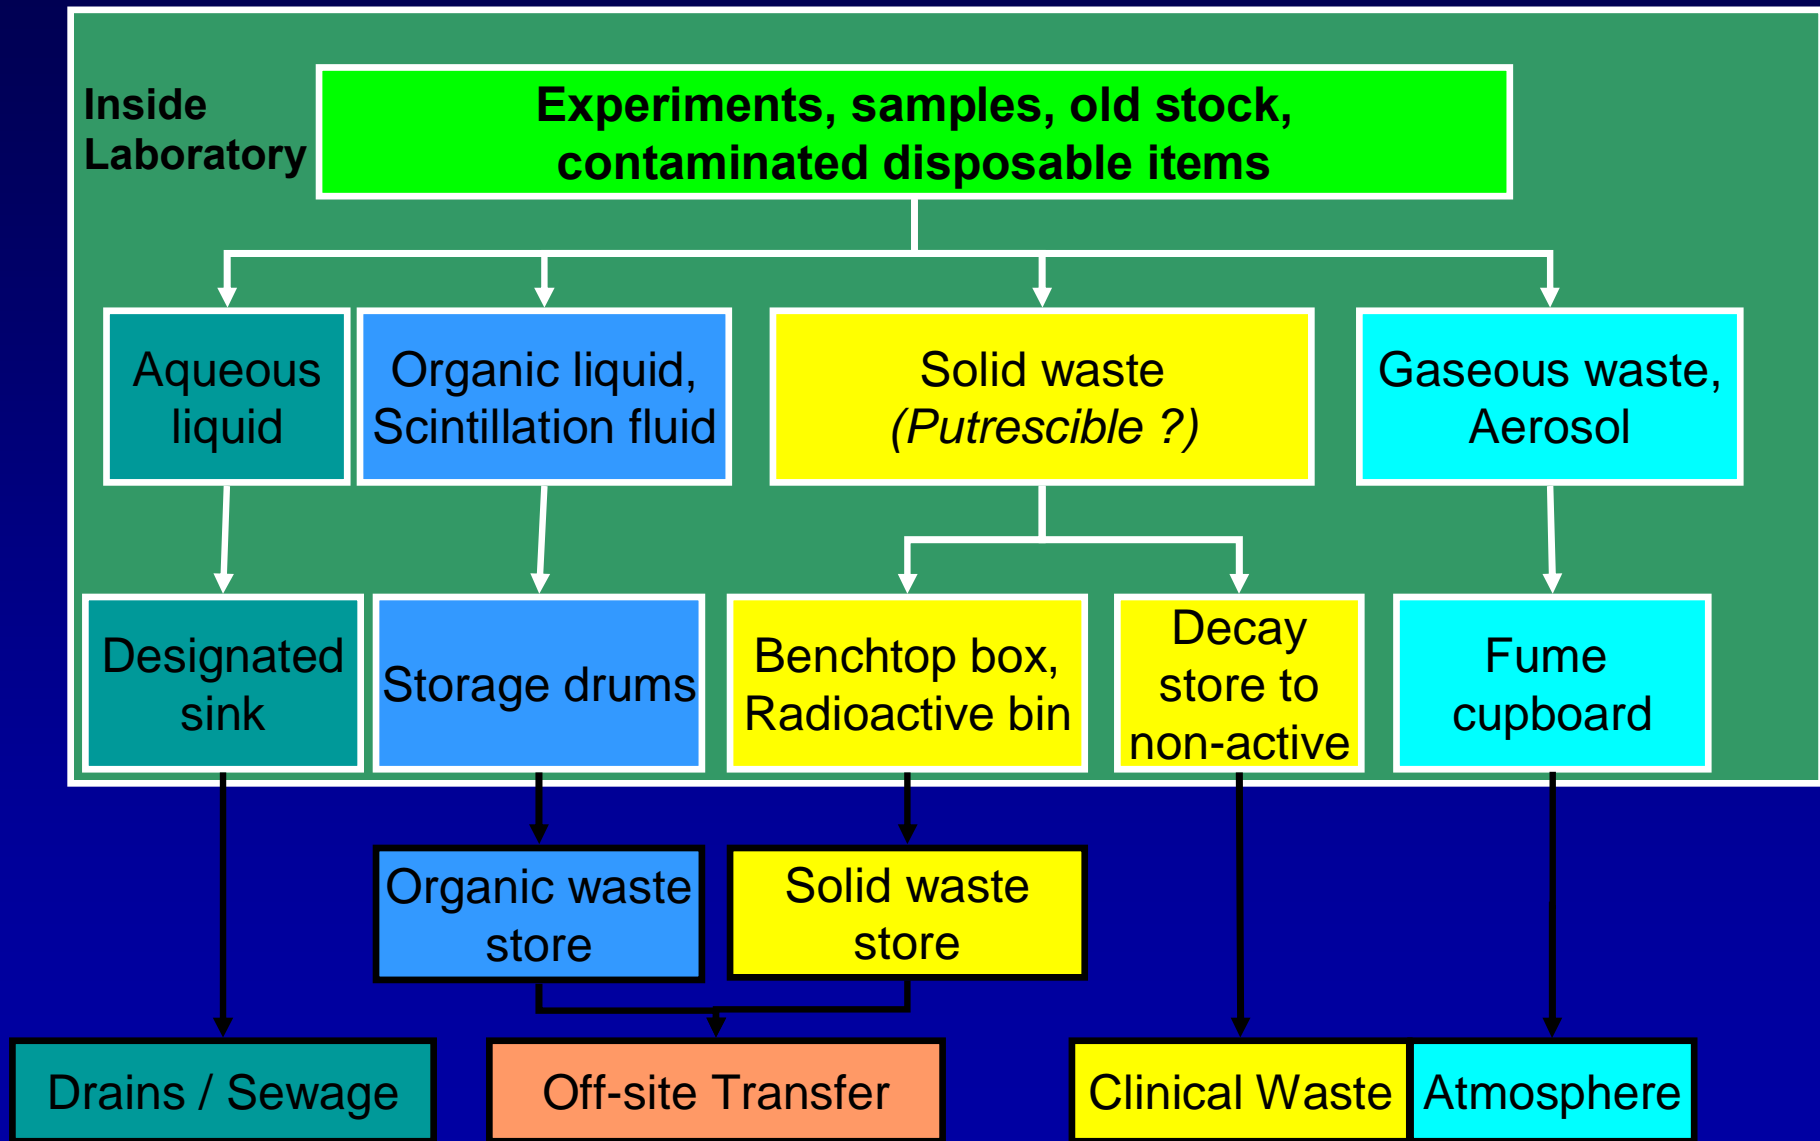 Inside
Laboratory
Experiments, samples, old stock,
contaminated disposable items
Aqueous
liquid
Organic liquid,
Scintillation fluid
Solid waste
(Putrescible ?)
Gaseous waste,
Aerosol
Designated
sink
Storage drums
Benchtop box,
Radioactive bin
Decay
store to
non-active
Fume
cupboard
Organic waste
store
Solid waste
store
Drains / Sewage
Off-site Transfer
Clinical Waste
Atmosphere